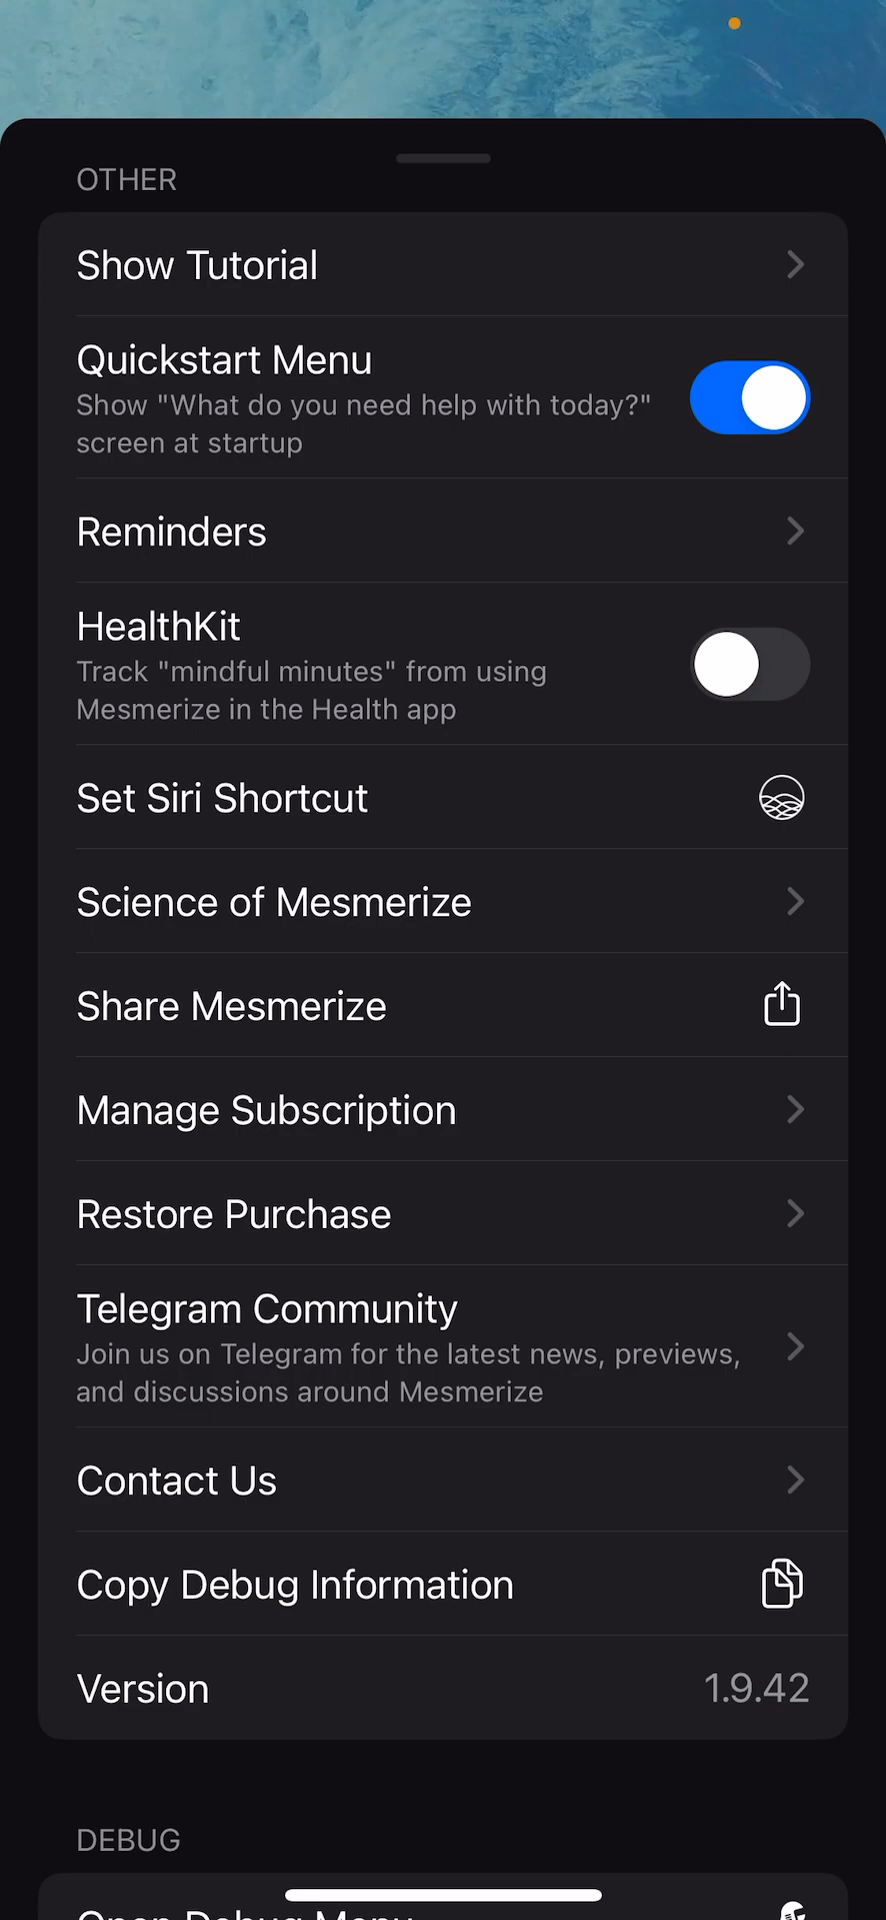 OTHER
Show Tutorial
Quickstart Menu
Show "What do you need help with today?"
screen at startup
Reminders
HealthKit
Track "mindful minutes" from using
Mesmerize in the Health app
Set Siri Shortcut
Science of Mesmerize
Share Mesmerize
Manage Subscription
Restore Purchase
Telegram Community
Join us on Telegram for the latest news, previews,
and discussions around Mesmerize
Contact Us
Copy Debug Information
Version 1.9.42
DEBUG
Open Debug Menu